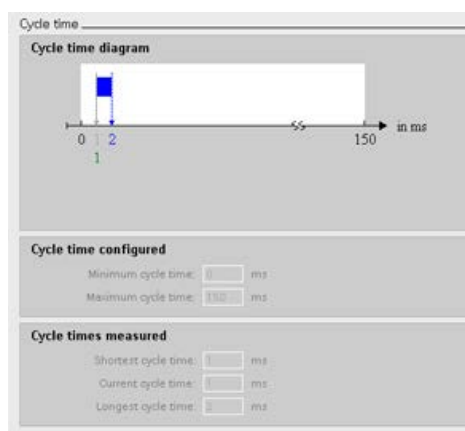 Cycle time
Cycle time diagram
0 1 2 150 in ms
1
Cycle time configured
Minimum cycle time: 0 ms
Maximum cycle time: 150 ms
Cycle times measured
Shortest cycle time: 1 ms
Current cycle time: 1 ms
Longest cycle time: 2 ms